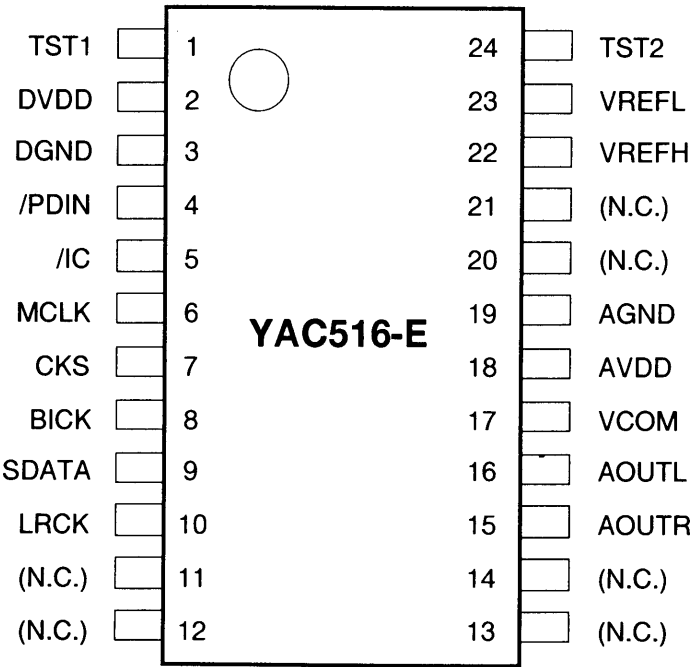 TST1 1 24 TST2
DVDD 2 23 VREFL
DGND 3 22 VREFH
/PDIN 4 21 (N.C.)
/IC 5 20 (N.C.)
MCLK 6 YAC516-E 19 AGND
CKS 7 18 AVDD
BICK 8 17 VCOM
SDATA 9 16 AOUTL
LRCK 10 15 AOUTR
(N.C.) 11 14 (N.C.)
(N.C.) 12 13 (N.C.)